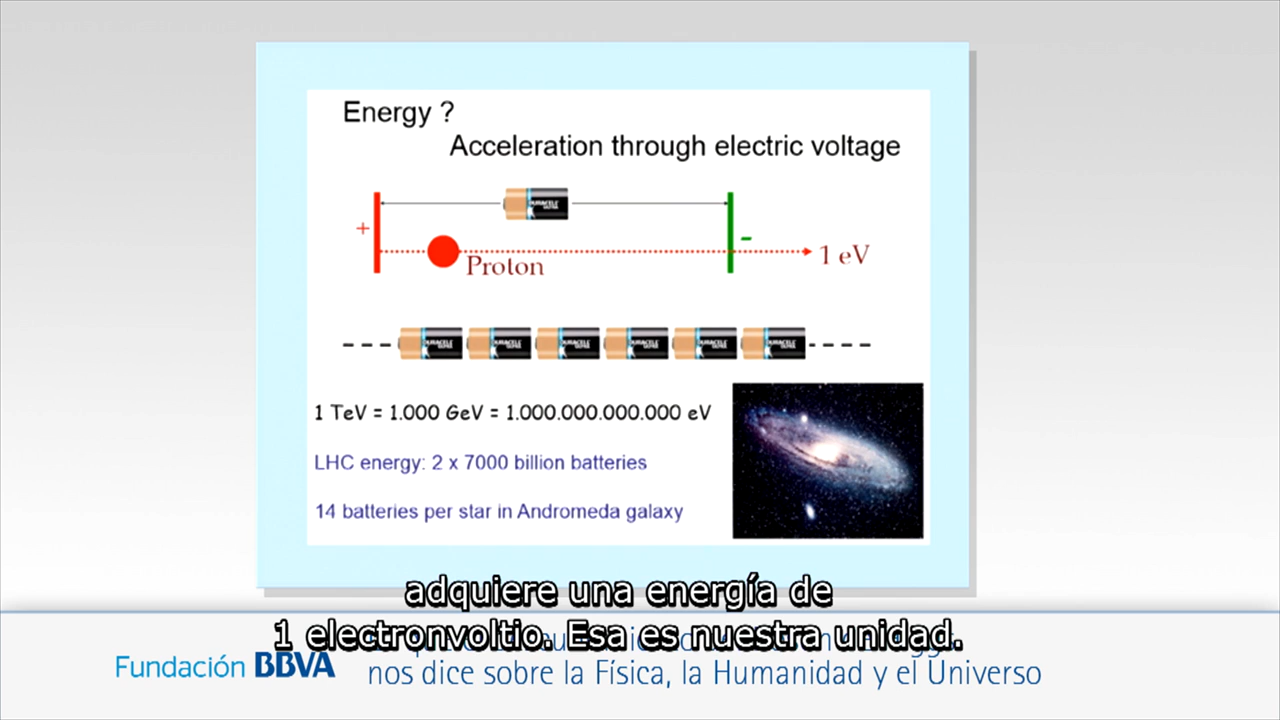 Energy ?
Acceleration through electric voltage
+
-
Proton
1 eV
1 TeV = 1.000 GeV = 1.000.000.000.000 eV
LHC energy: 2 x 7000 billion batteries
14 batteries per star in Andromeda galaxy
adquiere una energía de
1 electronvoltio. Esa es nuestra unidad.
Fundación BBVA
nos dice sobre la Física, la Humanidad y el Universo